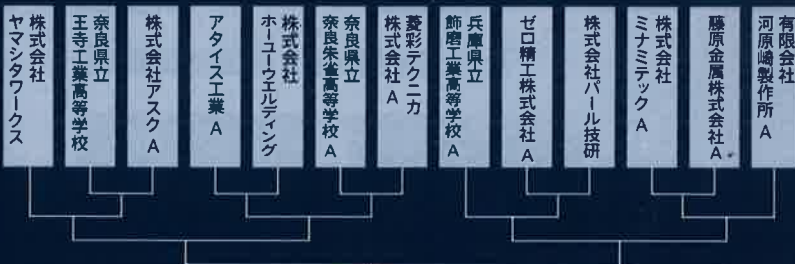 有限会社
河原崎製作所 A
藤原金属株式会社 A
株式会社
ミナミテック A
株式会社パール技研
ゼロ精工株式会社 A
兵庫県立
飾磨工業高等学校 A
菱彩テクニカ
株式会社 A
奈良県立
奈良朱雀高等学校 A
株式会社
ホーユーウエルディング
アタイス工業 A
株式会社アスク A
奈良県立
王寺工業高等学校
株式会社
ヤマシタワークス